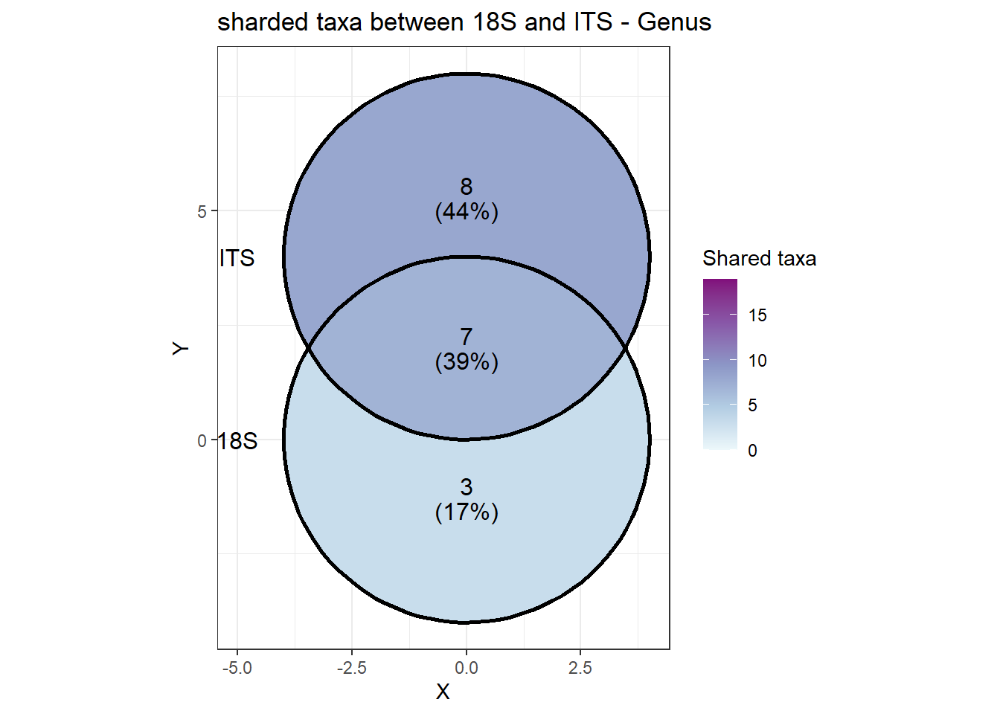 sharded taxa between 18S and ITS - Genus
8
(44%)
5
ITS
7
(39%)
Y
0
18S
3
(17%)
-5.0
-2.5
0.0
2.5
X
Shared taxa
15
10
5
0